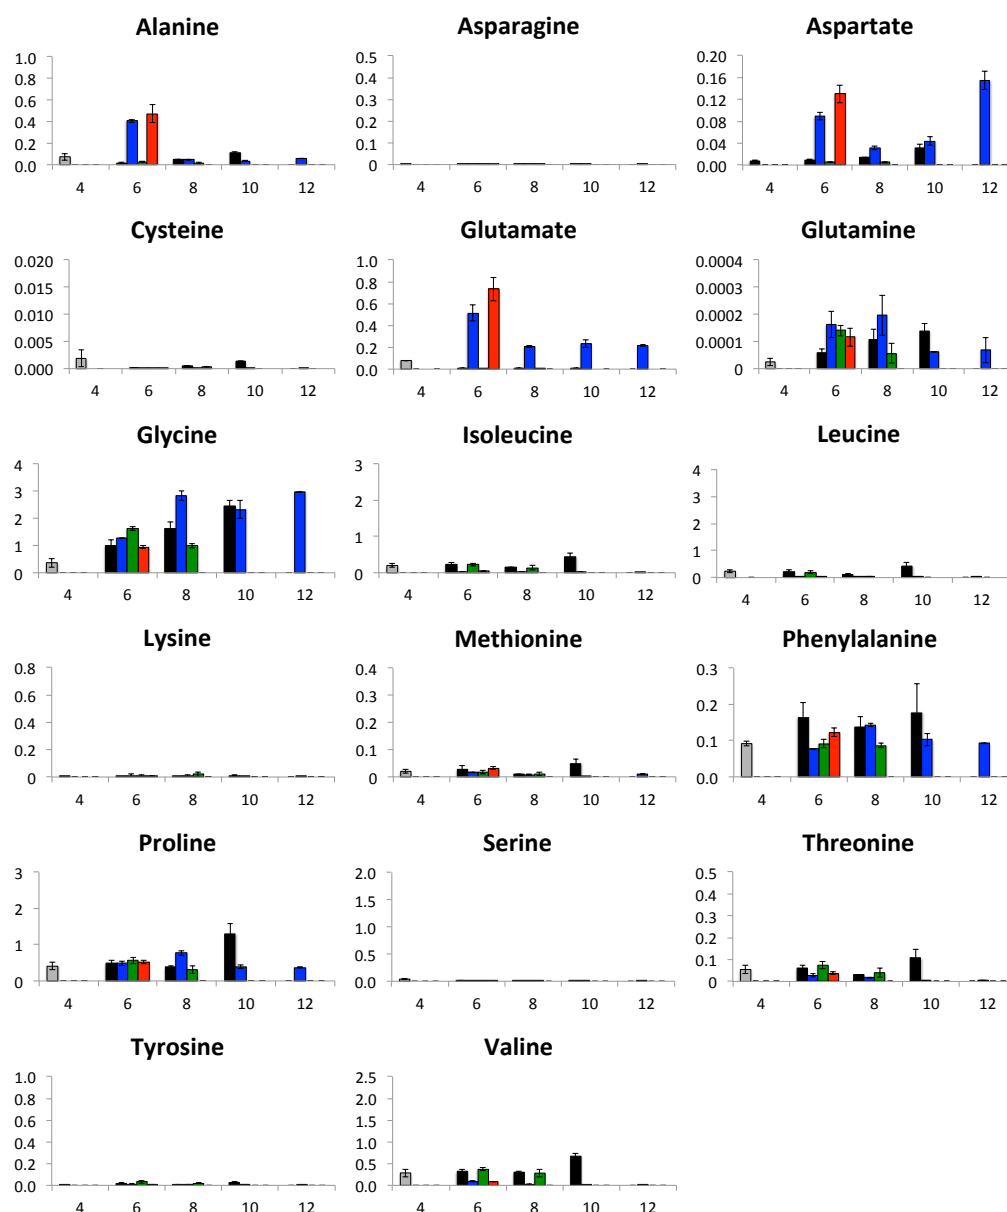 Alanine Asparagine Aspartate
1.0 0.5 0.20
0.8 0.4 0.16
0.6 0.3 0.12
0.4 0.2 0.08
0.2 0.1 0.04
0.0 0 0.00
4 6 8 10 12 4 6 8 10 12 4 6 8 10 12
Cysteine Glutamate Glutamine
0.020 1.0 0.0004
0.015 0.8 0.0003
0.010 0.6 0.0002
0.005 0.4 0.0001
0.000 0.2 0
0.0
4 6 8 10 12 4 6 8 10 12 4 6 8 10 12
Glycine Isoleucine Leucine
4 3 4
3 2 3
2 1 2
1 0 1
0 0
4 6 8 10 12 4 6 8 10 12 4 6 8 10 12
Lysine Methionine Phenylalanine
0.8 0.4 0.3
0.6 0.3 0.2
0.4 0.2 0.1
0.2 0.1 0.0
0 0.0
4 6 8 10 12 4 6 8 10 12 4 6 8 10 12
Proline Serine Threonine
3 2.0 0.5
2 1.5 0.4
1 1.0 0.3
0 0.5 0.2
0.0 0.1
0
4 6 8 10 12 4 6 8 10 12 4 6 8 10 12
Tyrosine Valine
1.0 2.5
0.8 2.0
0.6 1.5
0.4 1.0
0.2 0.5
0.0 0.0
4 6 8 10 12 4 6 8 10 12